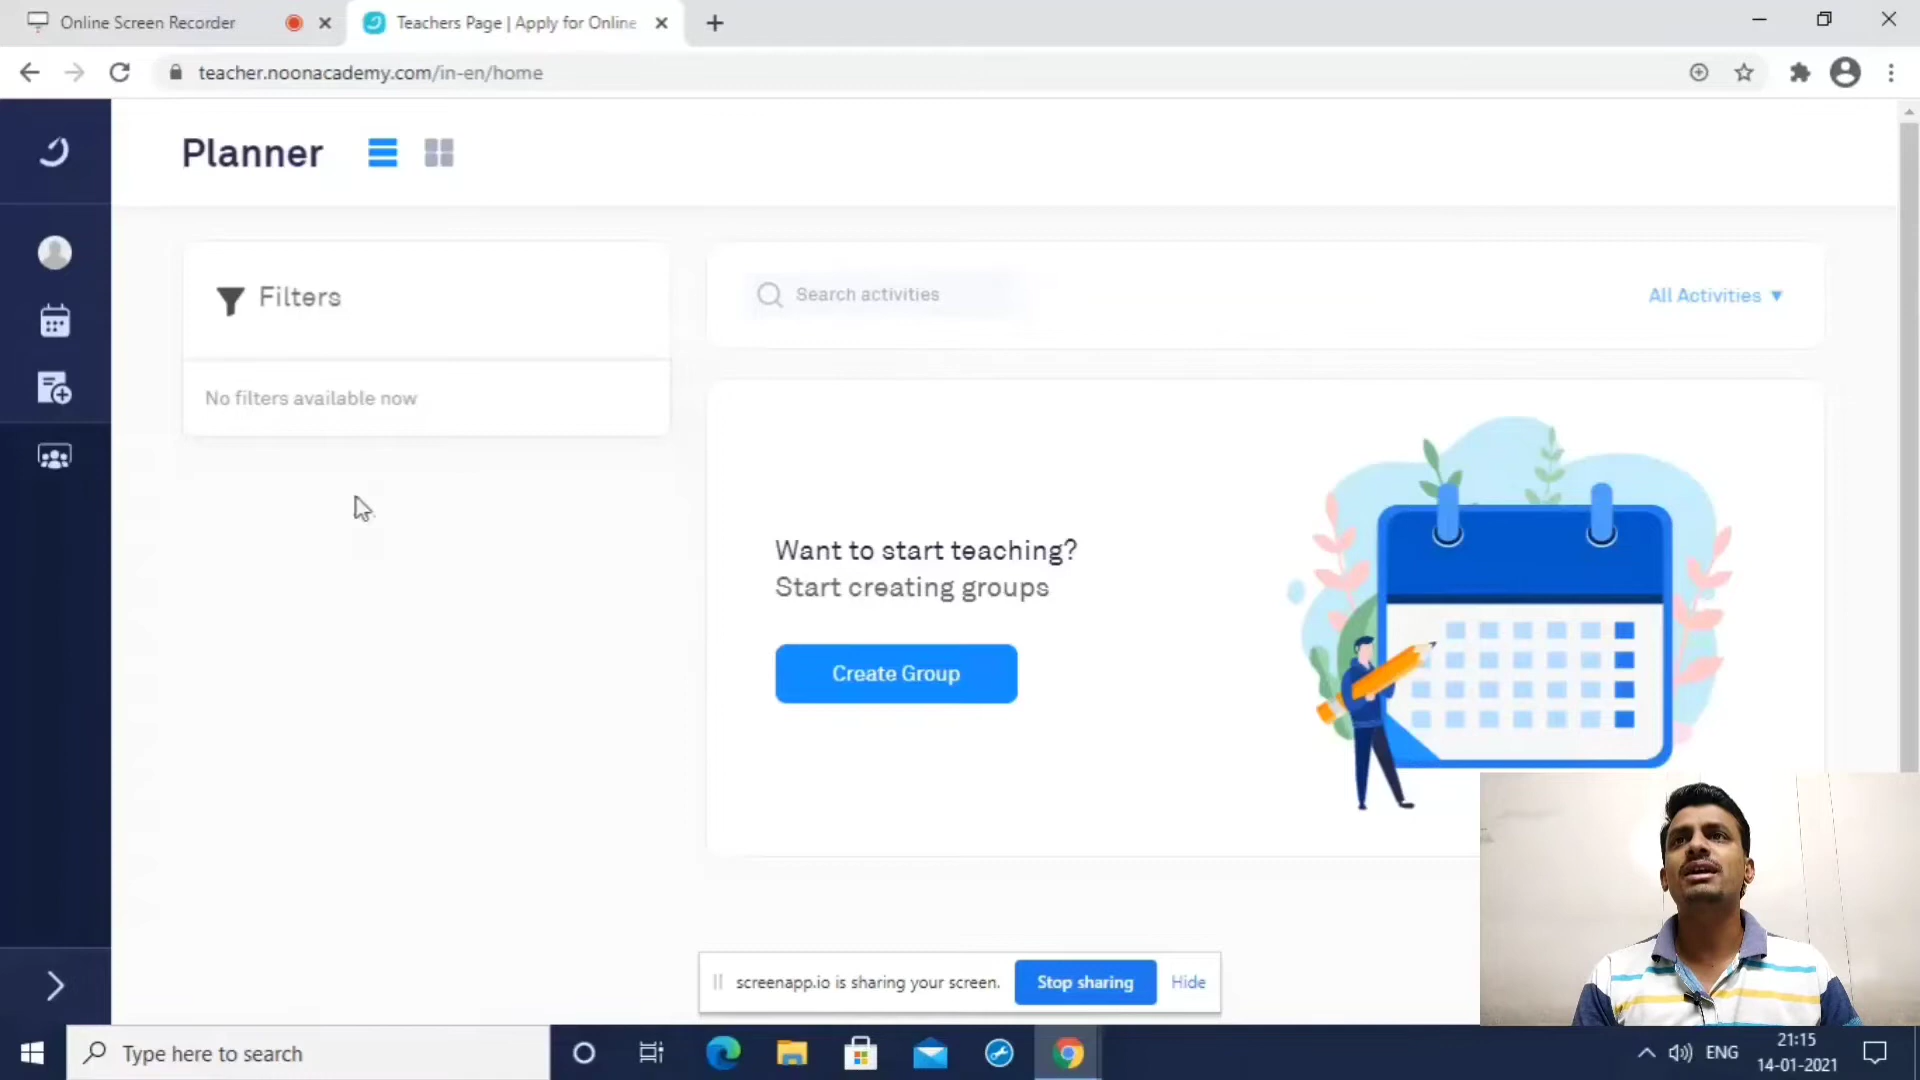 Online Screen Recorder
Teachers Page | Apply for Online
teacher.noonacademy.com/in-en/home
Planner
Filters
No filters available now
Search activities
All Activities
Want to start teaching?
Start creating groups
Create Group
screenapp.io is sharing your screen.
Stop sharing
Hide
Type here to search
ENG
21:15
14-01-2021